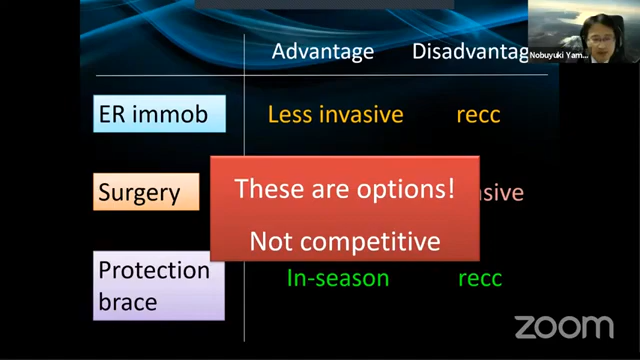 Advantage Disadvantag
Nobuyuki Yam...
ER immob Less invasive recc
Surgery asive
These are options!
Not competitive
Protection
brace
In-season recc
zoom